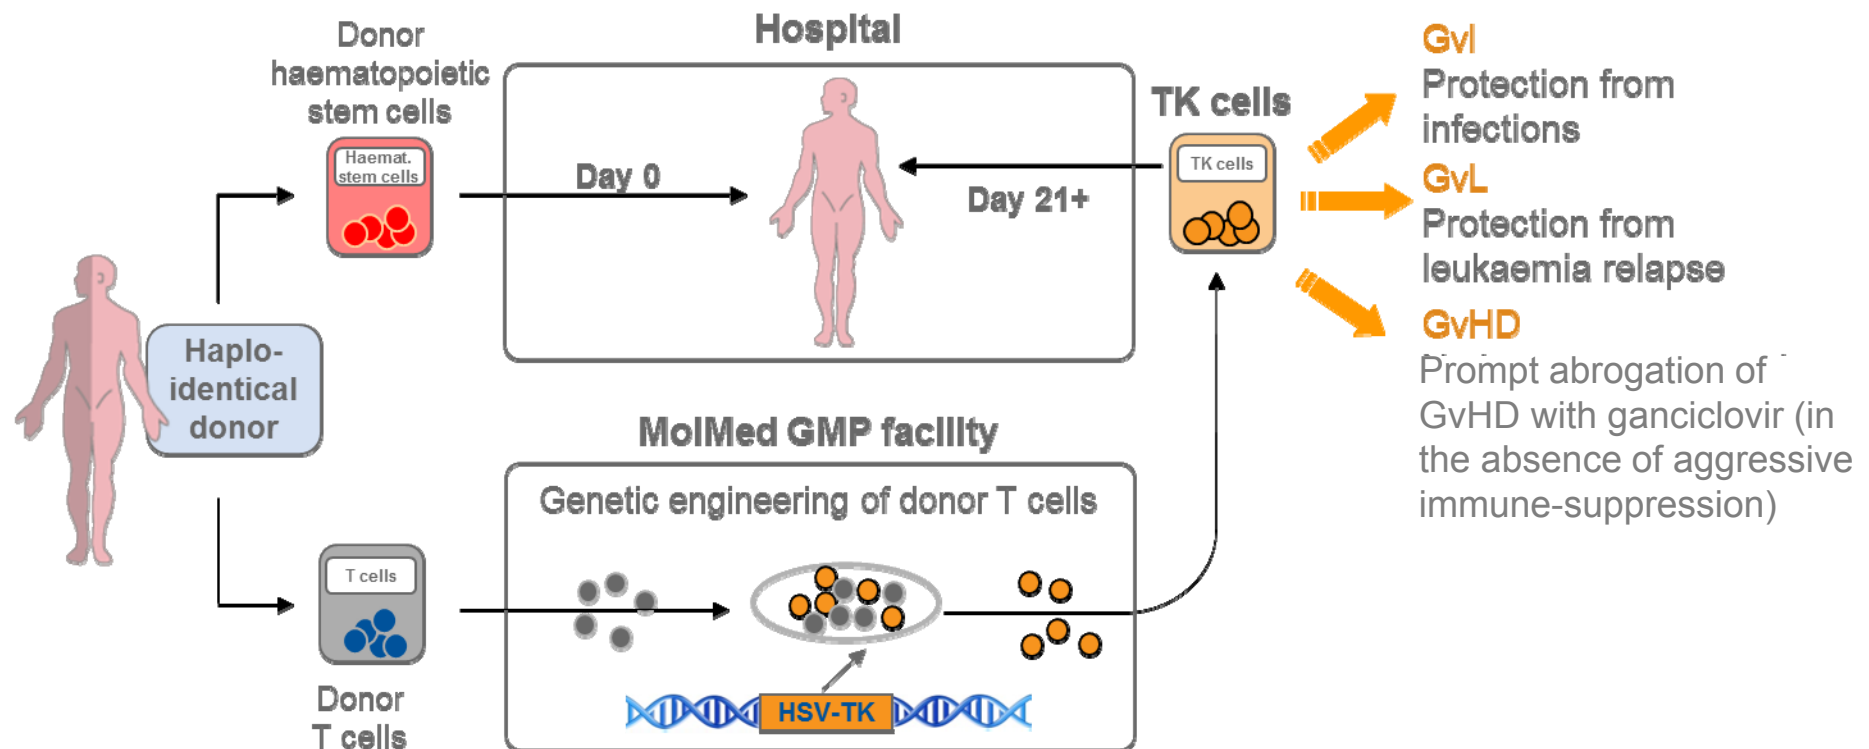 Donor
haematopoietic
stem cells
Haemat.
stem cells
Hospital
Day 0
Day 21+
TK cells
TK cells
GvI
Protection from
infections
GvL
Protection from
leukaemia relapse
GvHD
Prompt abrogation of
GvHD with ganciclovir (in
the absence of aggressive
immune-suppression)
Haplo-
identical
donor
MolMed GMP facility
Genetic engineering of donor T cells
T cells
HSV-TK
Donor
T cells